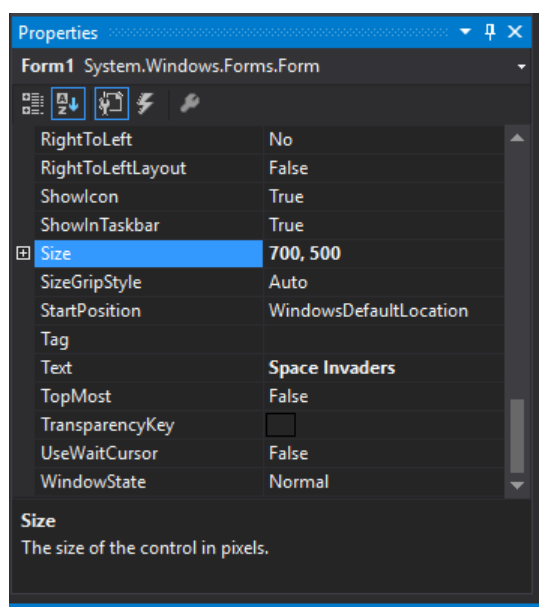 Properties
Form1 System.Windows.Forms.Form
RightToLeft No
RightToLeftLayout False
ShowIcon True
ShowInTaskbar True
Size 700, 500
SizeGripStyle Auto
StartPosition WindowsDefaultLocation
Tag
Text Space Invaders
TopMost False
TransparencyKey
UseWaitCursor False
WindowState Normal
Size
The size of the control in pixels.